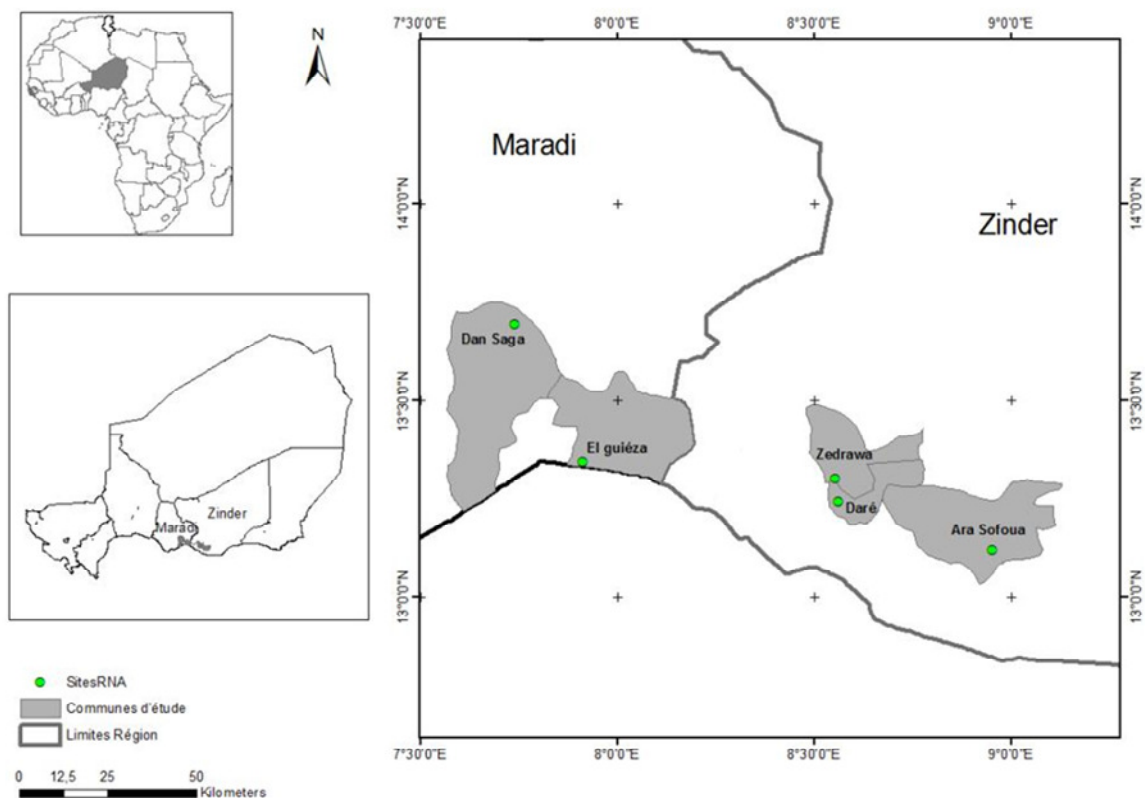 N
7°30'0"E
8°0'0"E
8°30'0"E
9°0'0"E
Maradi
Zinder
14°0'0"N
14°0'0"N
Dan Saga
13°30'0"N
13°30'0"N
El guiéza
Zedrawa
Daré
Ara Sofoua
13°0'0"N
13°0'0"N
7°30'0"E
8°0'0"E
8°30'0"E
9°0'0"E
Maradi
Zinder
SitesRNA
Communes d'étude
Limites Région
0 12,5 25 50
Kilometers